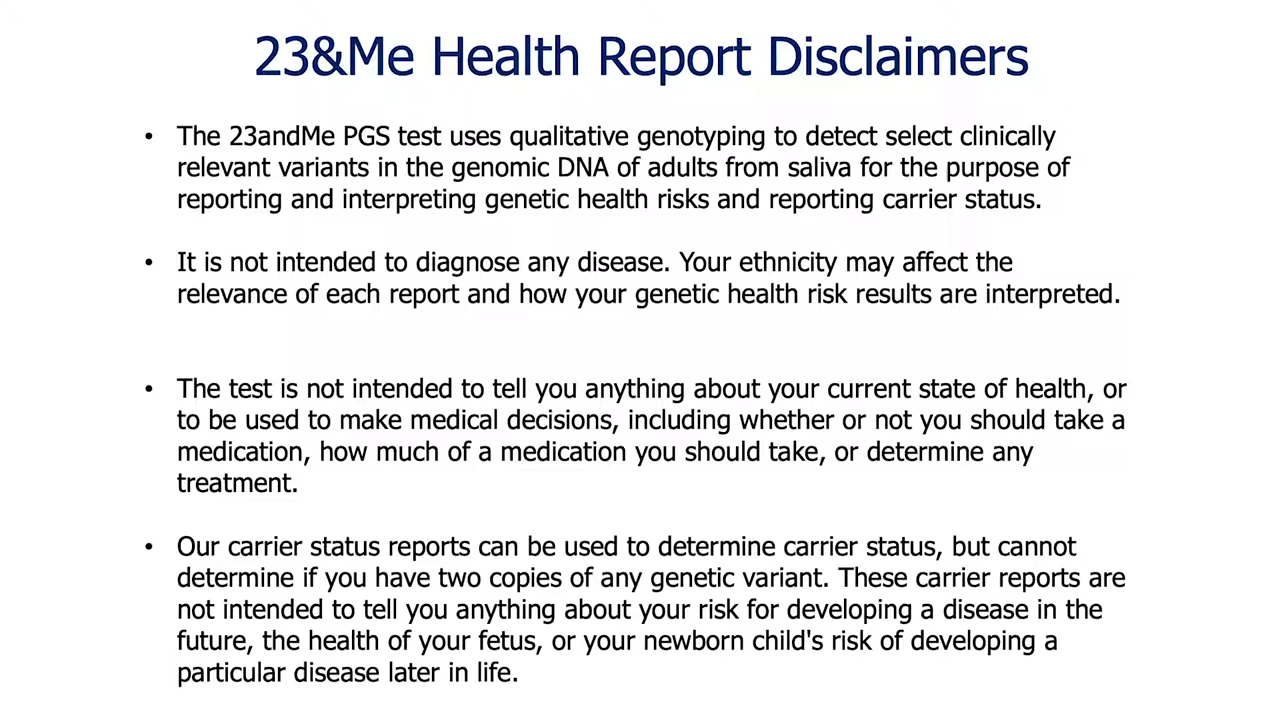 23&Me Health Report Disclaimers
• The 23andMe PGS test uses qualitative genotyping to detect select clinically
relevant variants in the genomic DNA of adults from saliva for the purpose of
reporting and interpreting genetic health risks and reporting carrier status.
• It is not intended to diagnose any disease. Your ethnicity may affect the
relevance of each report and how your genetic health risk results are interpreted.
• The test is not intended to tell you anything about your current state of health, or
to be used to make medical decisions, including whether or not you should take a
medication, how much of a medication you should take, or determine any
treatment.
• Our carrier status reports can be used to determine carrier status, but cannot
determine if you have two copies of any genetic variant. These carrier reports are
not intended to tell you anything about your risk for developing a disease in the
future, the health of your fetus, or your newborn child's risk of developing a
particular disease later in life.